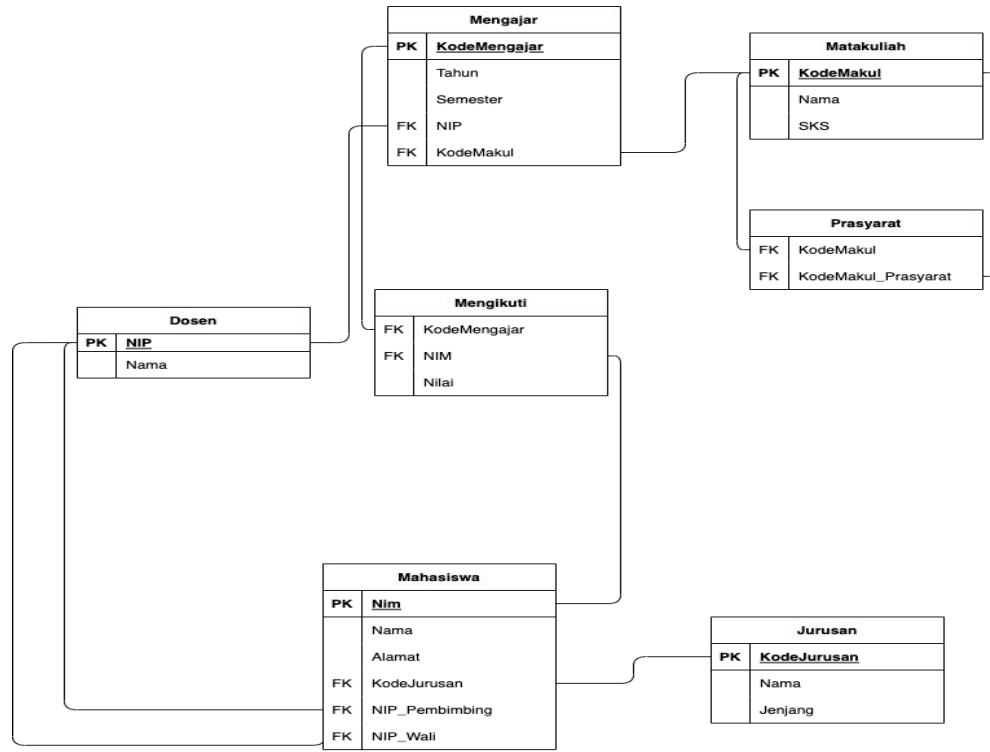 Mengajar
PK KodeMengajar
Tahun
Semester
FK NIP
FK KodeMakul
Matakuliah
PK KodeMakul
Nama
SKS
Prasyarat
FK KodeMakul
FK KodeMakul_Prasyarat
Dosen
PK NIP
Nama
Mengikuti
FK KodeMengajar
FK NIM
Nilai
Mahasiswa
PK Nim
Nama
Alamat
FK KodeJurusan
FK NIP_Pembimbing
FK NIP_Wali
Jurusan
PK KodeJurusan
Nama
Jenjang